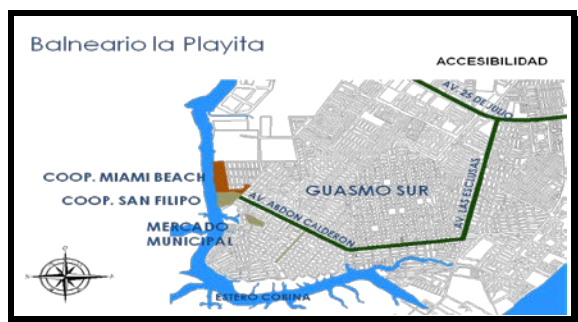 Balneario la Playita
ACCESIBILIDAD
AV. 25 DE JULIO
COOP. MIAMI BEACH
COOP. SAN FILIPO
AV. ABDON CALDERON
GUASMO SUR
AV. LAS ESCLUSAS
MERCADO
MUNICIPAL
ESTERO COBINA